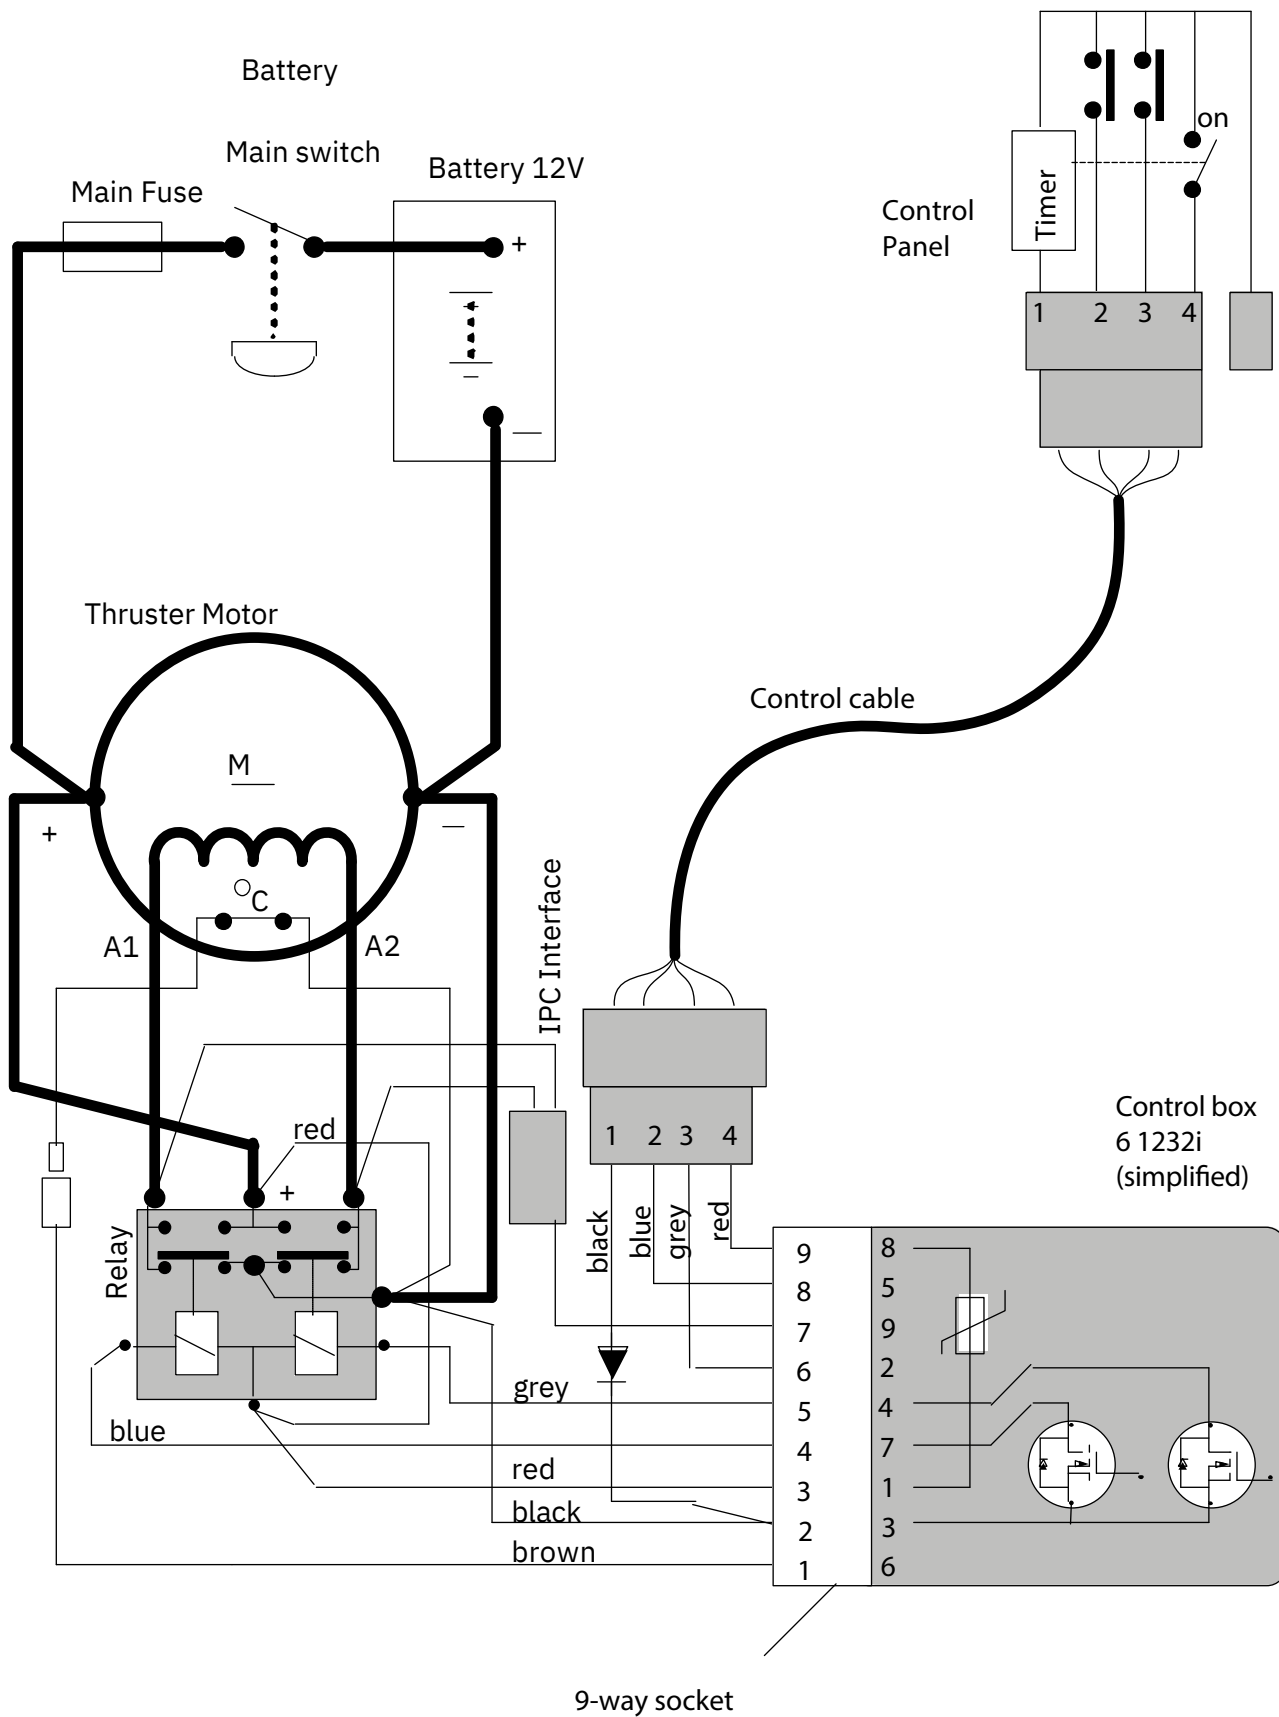 Battery
Main switch
Battery 12V
Main Fuse
+
—
on
Timer
Control
Panel
1 2 3 4
Thruster Motor
Control cable
M
+
—
°C
A1
A2
IPC Interface
red
+
Relay
1 2 3 4
black
blue
grey
red
Control box
6 1232i
(simplified)
9 8
8 5
7 9
6 2
grey
5 4
blue
4 7
red
3 1
black
2 3
brown
1 6
9-way socket